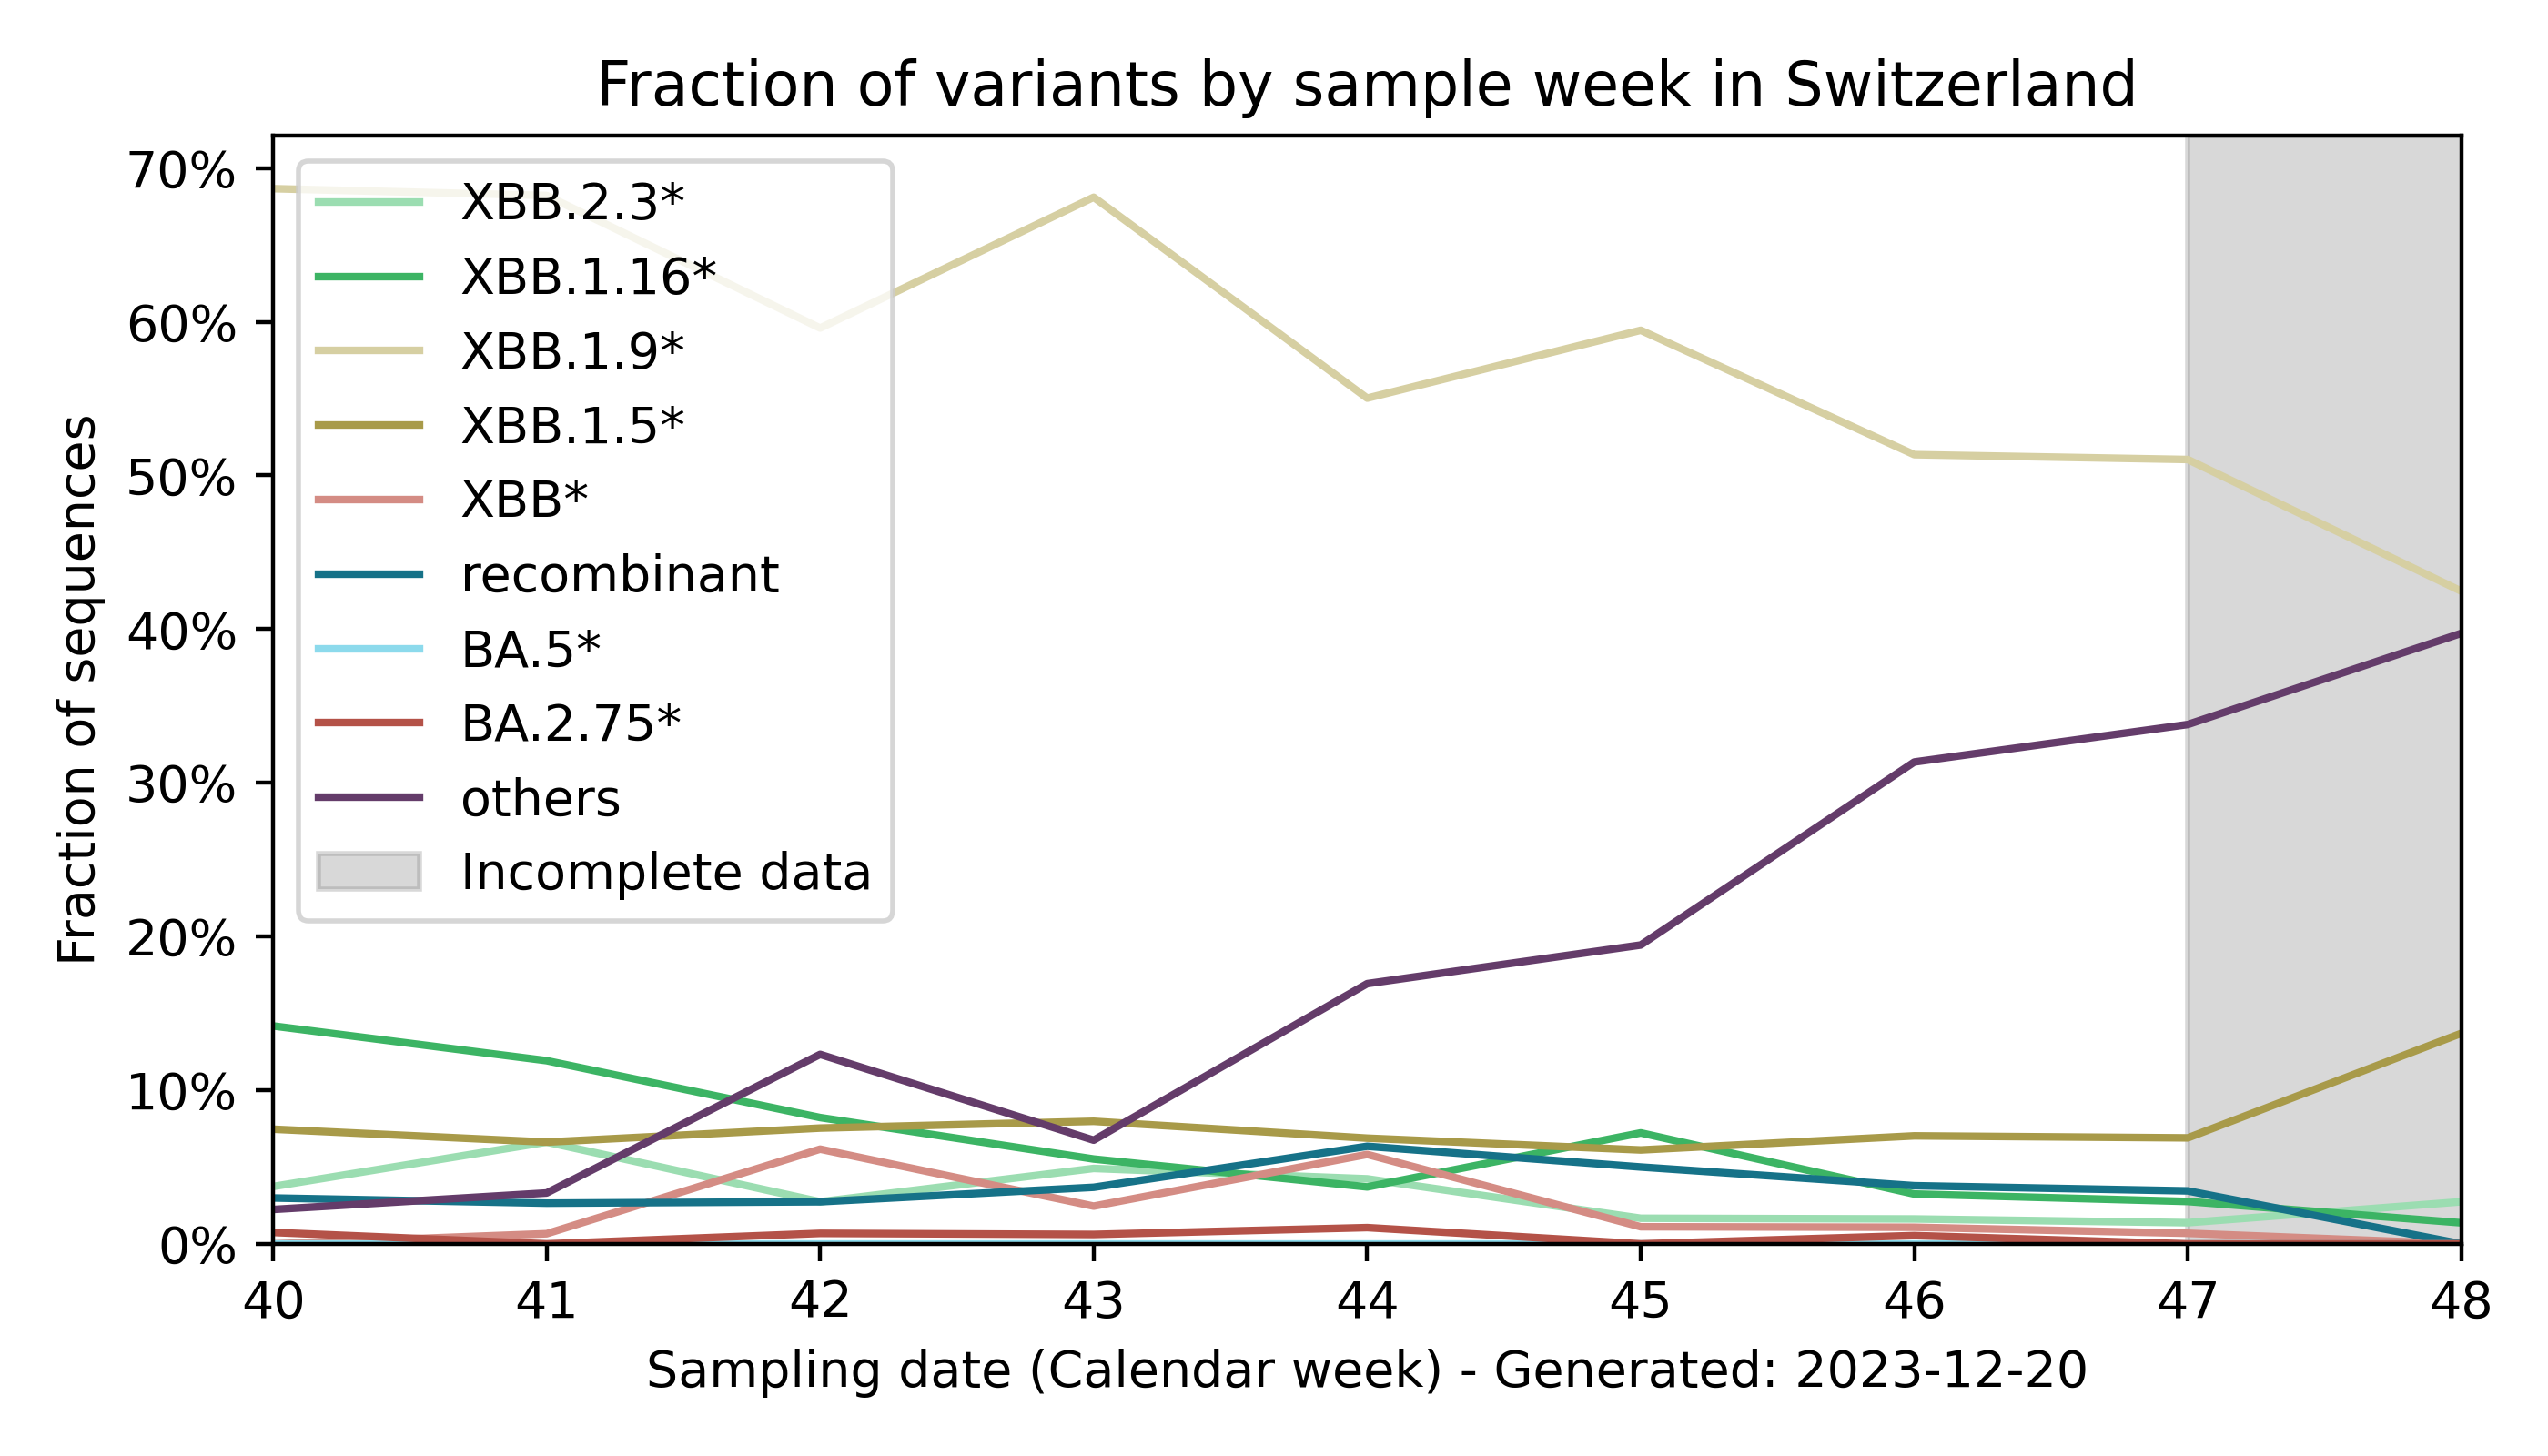 Fraction of variants by sample week in Switzerland
Fraction of sequences
70%
60%
50%
40%
30%
20%
10%
0%
XBB.2.3*
XBB.1.16*
XBB.1.9*
XBB.1.5*
XBB*
recombinant
BA.5*
BA.2.75*
others
Incomplete data
40 41 42 43 44 45 46 47 48
Sampling date (Calendar week) - Generated: 2023-12-20